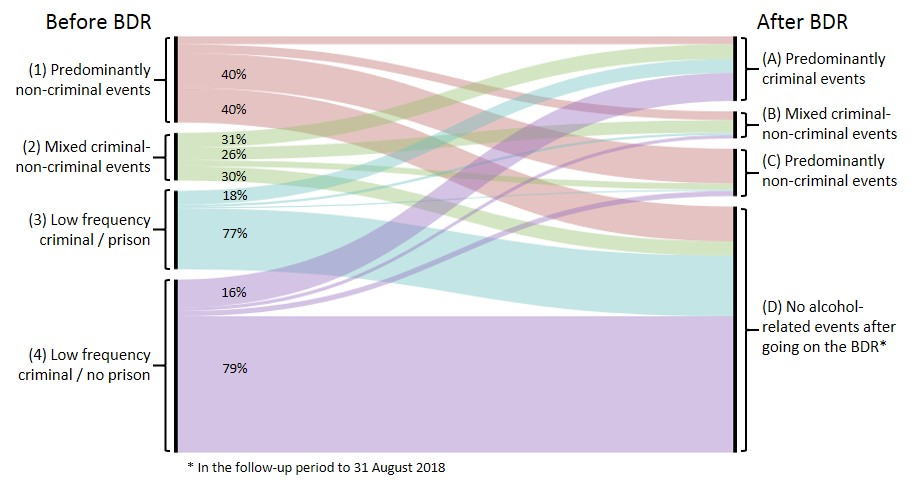 Before BDR
After BDR
(1) Predominantly
non-criminal events
(2) Mixed criminal-
non-criminal events
(3) Low frequency
criminal / prison
(4) Low frequency
criminal / no prison
40%
40%
31%
26%
30%
18%
77%
16%
79%
(A) Predominantly
criminal events
(B) Mixed criminal-
non-criminal events
(C) Predominantly
non-criminal events
(D) No alcohol-
related events after
going on the BDR*
* In the follow-up period to 31 August 2018